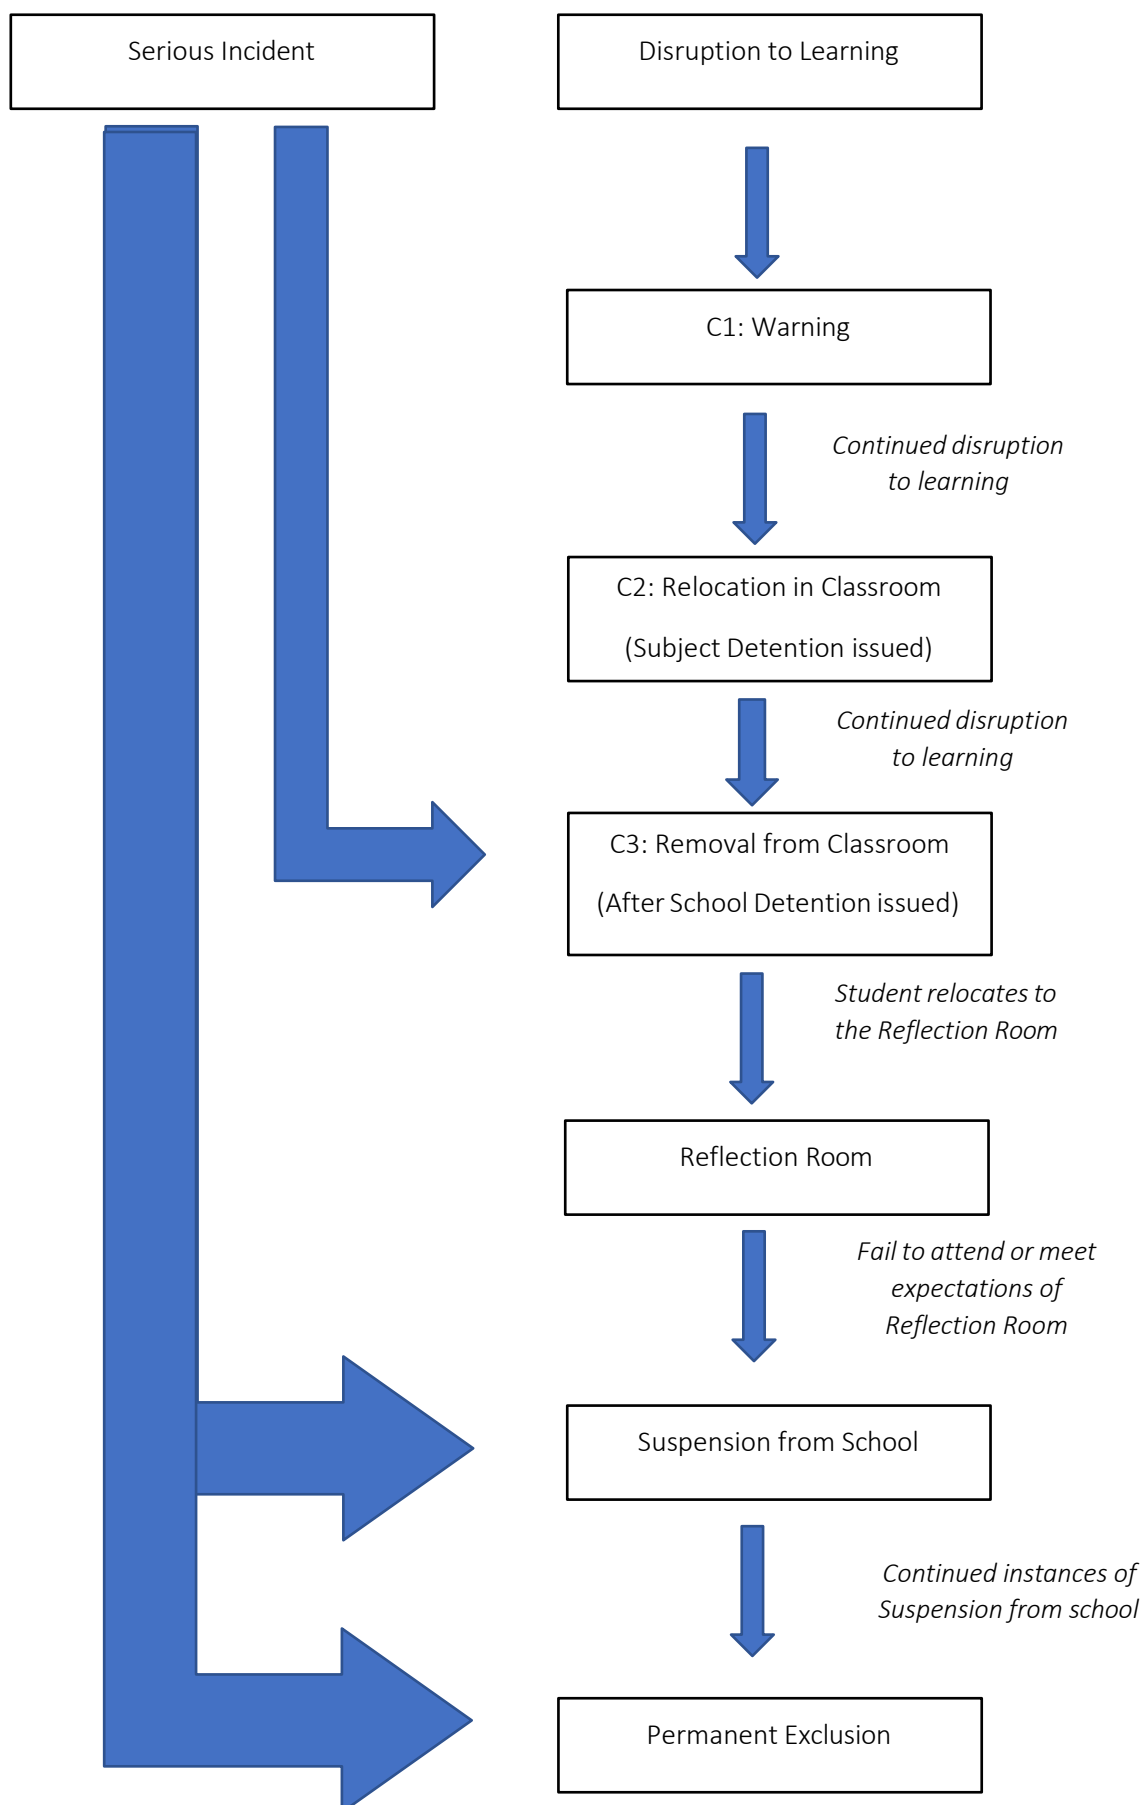 Serious Incident
Disruption to Learning
C1: Warning
Continued disruption
to learning
C2: Relocation in Classroom
(Subject Detention issued)
Continued disruption
to learning
C3: Removal from Classroom
(After School Detention issued)
Student relocates to
the Reflection Room
Reflection Room
Fail to attend or meet
expectations of
Reflection Room
Suspension from School
Continued instances of
Suspension from school
Permanent Exclusion